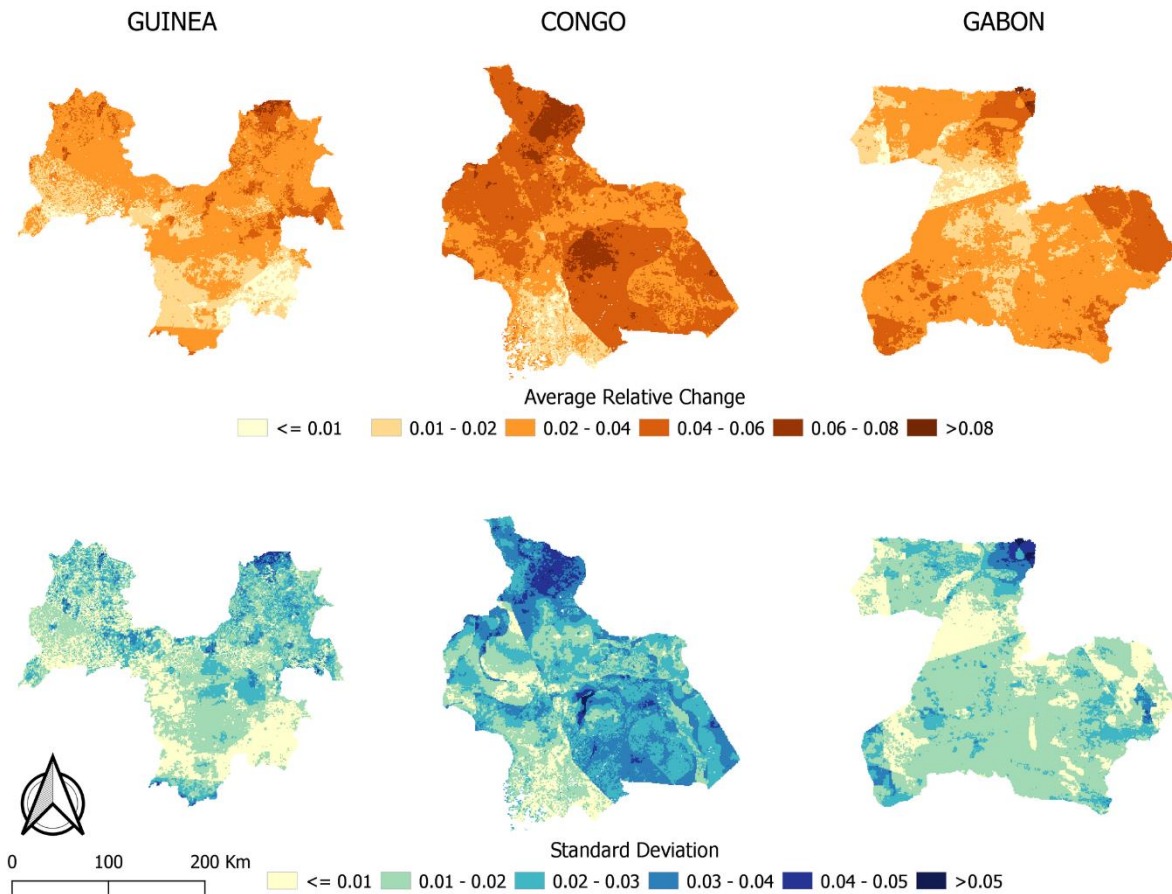 GUINEA CONGO GABON
Average Relative Change
<= 0.01 0.01 - 0.02 0.02 - 0.04 0.04 - 0.06 0.06 - 0.08 >0.08
Standard Deviation
0 100 200 Km
<= 0.01 0.01 - 0.02 0.02 - 0.03 0.03 - 0.04 0.04 - 0.05 >0.05